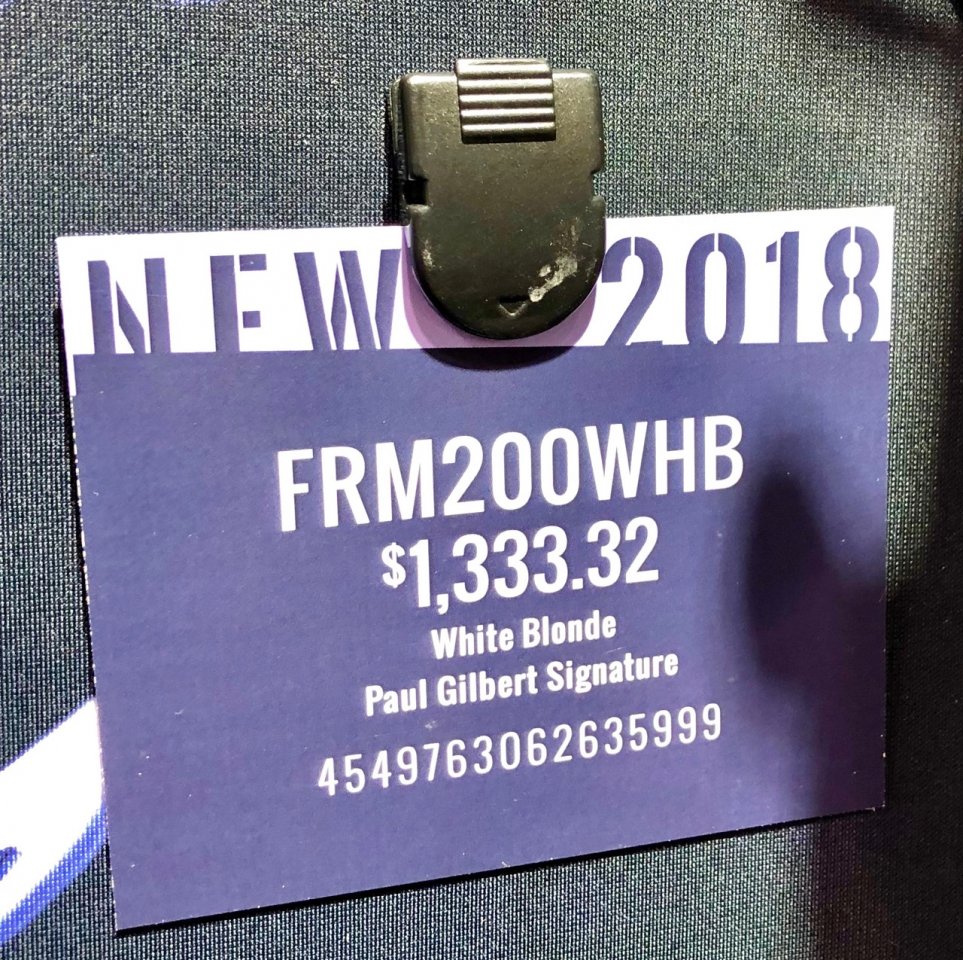 NEW 2018
FRM200WHB
$1,333.32
White Blonde
Paul Gilbert Signature
4549763062635999